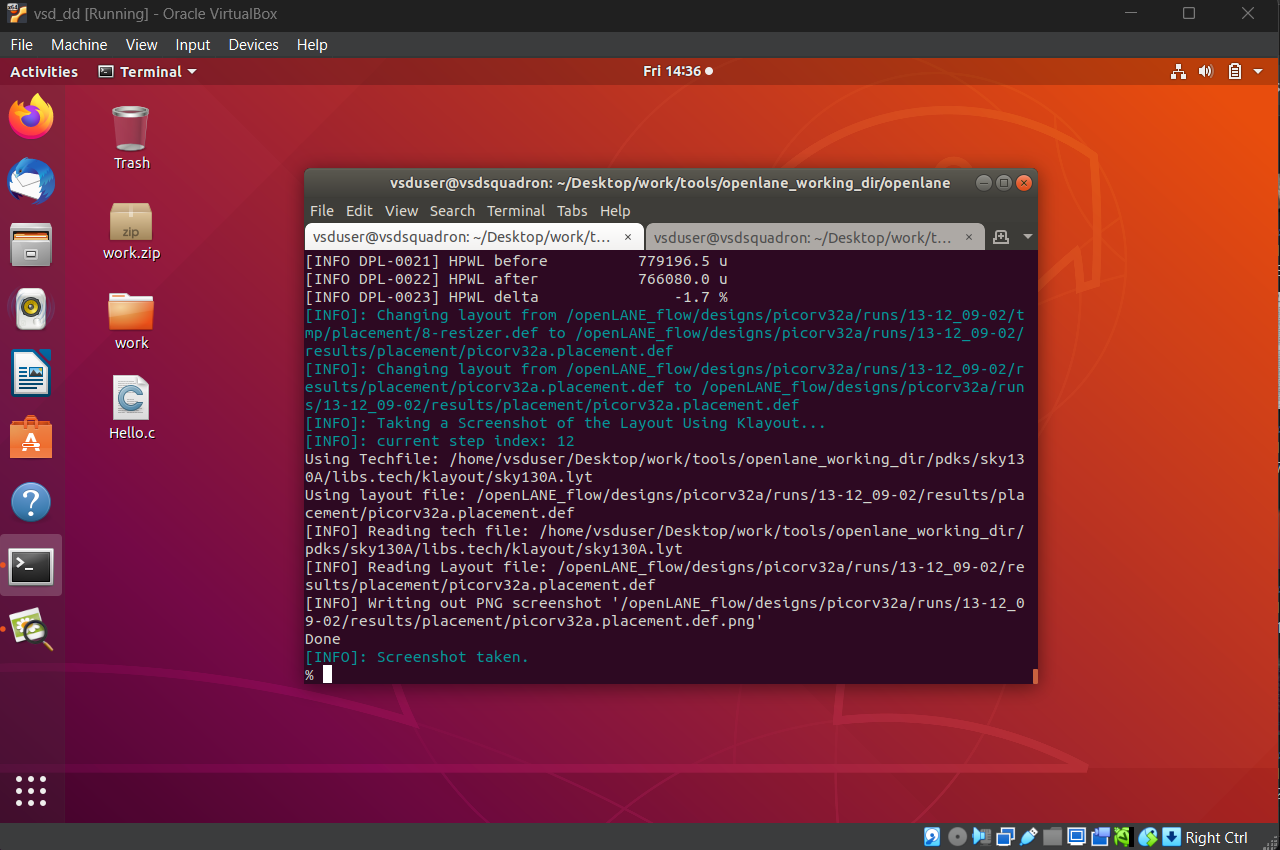 vsd_dd [Running] - Oracle VirtualBox
File Machine View Input Devices Help
Activities Terminal Fri 14:36
Trash
zip
work.zip
work
C
Hello.c
vsduser@vsdsquadron: ~/Desktop/work/tools/openlane_working_dir/openlane
File Edit View Search Terminal Tabs Help
vsduser@vsdsquadron: ~/Desktop/work/t... × vsduser@vsdsquadron: ~/Desktop/work/t... ×
[INFO DPL-0021] HPWL before 779196.5 u
[INFO DPL-0022] HPWL after 766080.0 u
[INFO DPL-0023] HPWL delta -1.7 %
[INFO]: Changing layout from /openLANE_flow/designs/picorv32a/runs/13-12_09-02/t
mp/placement/8-resizer.def to /openLANE_flow/designs/picorv32a/runs/13-12_09-02/
results/placement/picorv32a.placement.def
[INFO]: Changing layout from /openLANE_flow/designs/picorv32a/runs/13-12_09-02/r
esults/placement/picorv32a.placement.def to /openLANE_flow/designs/picorv32a/run
s/13-12_09-02/results/placement/picorv32a.placement.def
[INFO]: Taking a Screenshot of the Layout Using Klayout...
[INFO]: current step index: 12
Using Techfile: /home/vsduser/Desktop/work/tools/openlane_working_dir/pdks/sky13
0A/libs.tech/klayout/sky130A.lyt
Using layout file: /openLANE_flow/designs/picorv32a/runs/13-12_09-02/results/pla
cement/picorv32a.placement.def
[INFO] Reading tech file: /home/vsduser/Desktop/work/tools/openlane_working_dir/
pdks/sky130A/libs.tech/klayout/sky130A.lyt
[INFO] Reading Layout file: /openLANE_flow/designs/picorv32a/runs/13-12_09-02/re
sults/placement/picorv32a.placement.def
[INFO] Writing out PNG screenshot '/openLANE_flow/designs/picorv32a/runs/13-12_0
9-02/results/placement/picorv32a.placement.def.png'
Done
[INFO]: Screenshot taken.
%
Right Ctrl